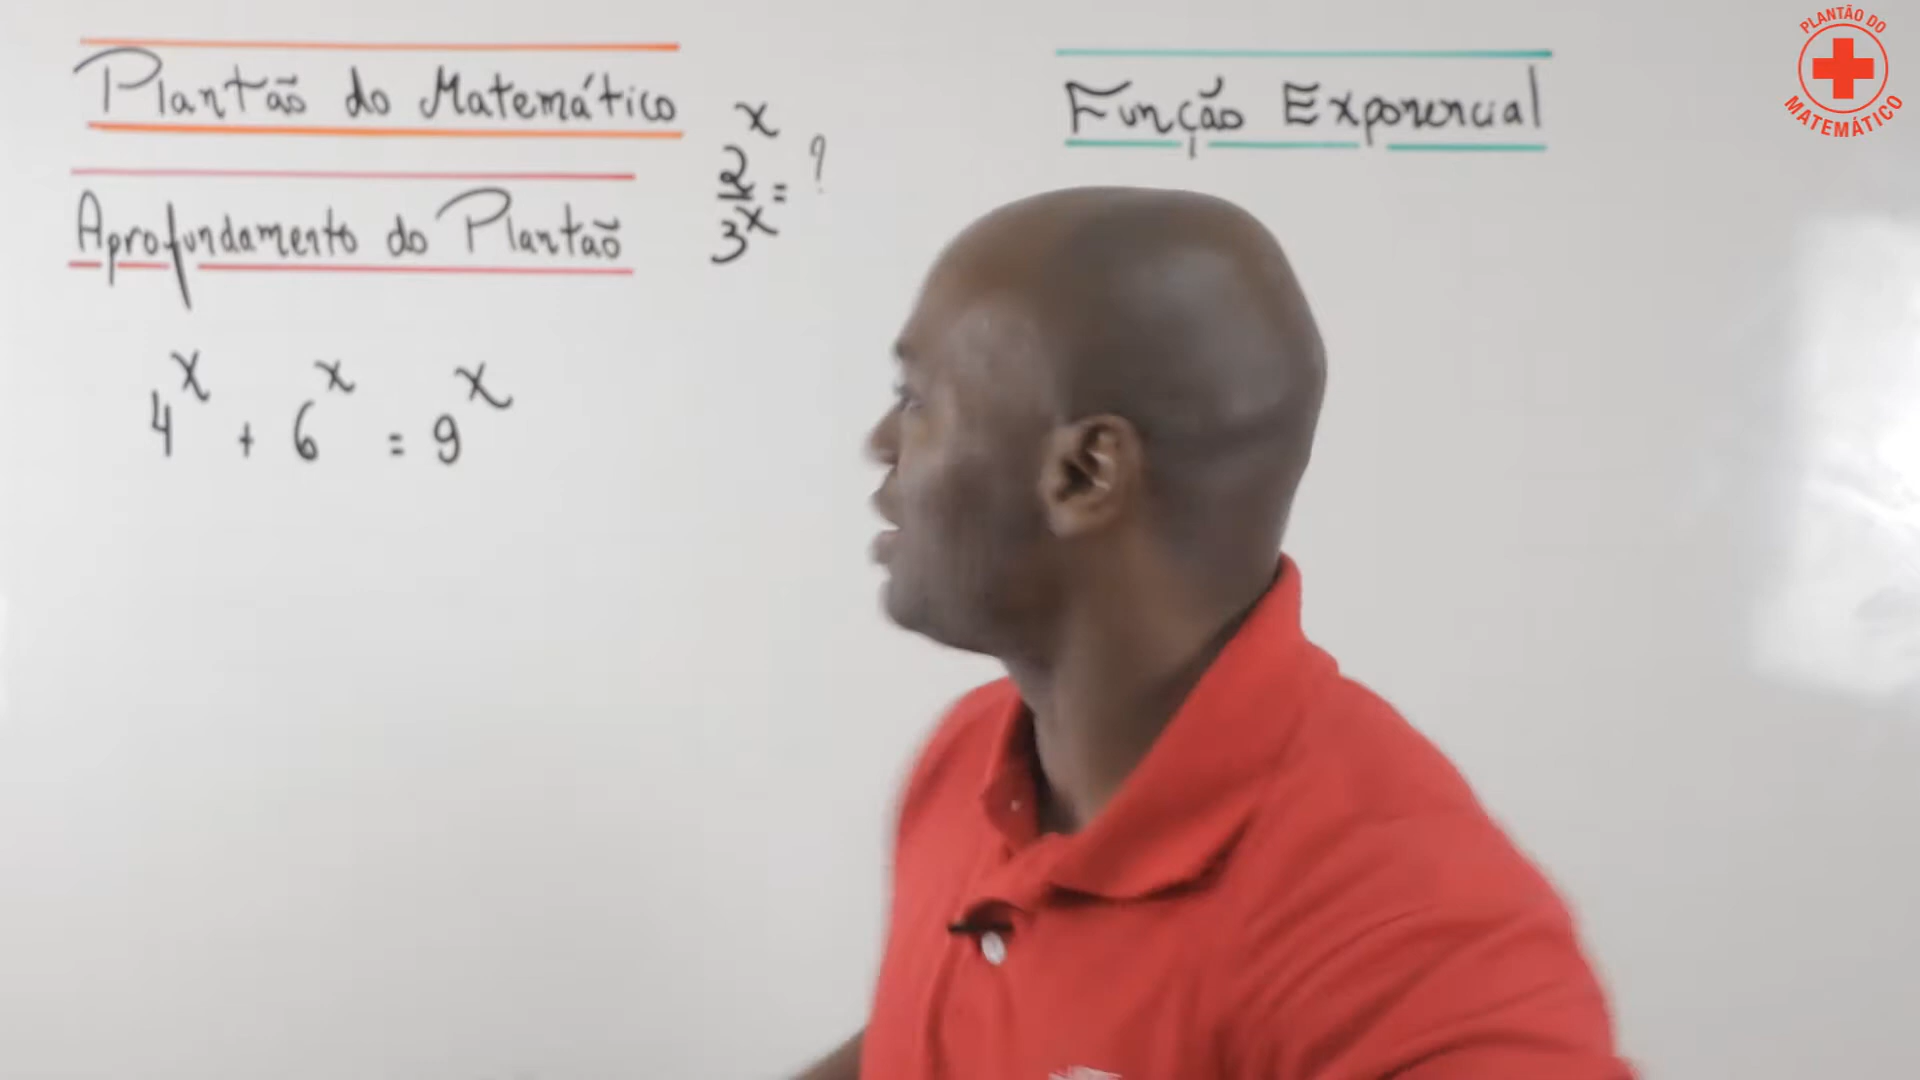 Plantão do Matemático
Função Exponencial
PLANTÃO DO
MATEMÁTICO
2^x/3^x = ?
Aprofundamento do Plantão
4^x + 6^x = 9^x